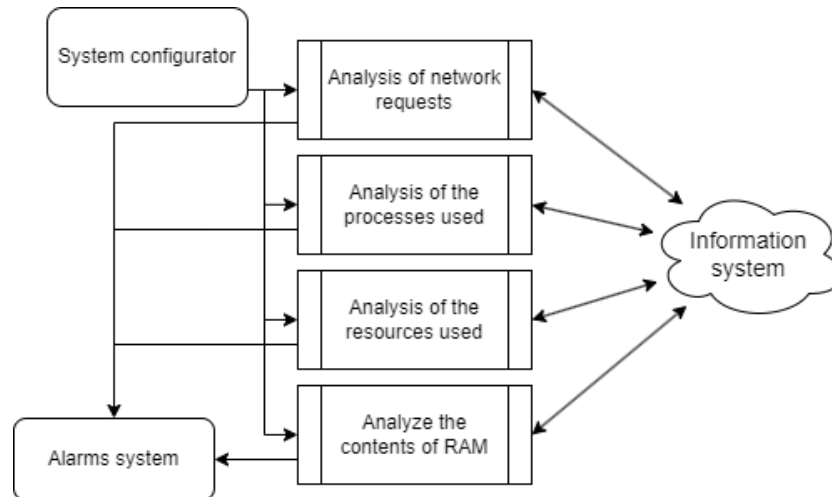 System configurator
Analysis of network
requests
Analysis of the
processes used
Information
system
Analysis of the
resources used
Analyze the
contents of RAM
Alarms system